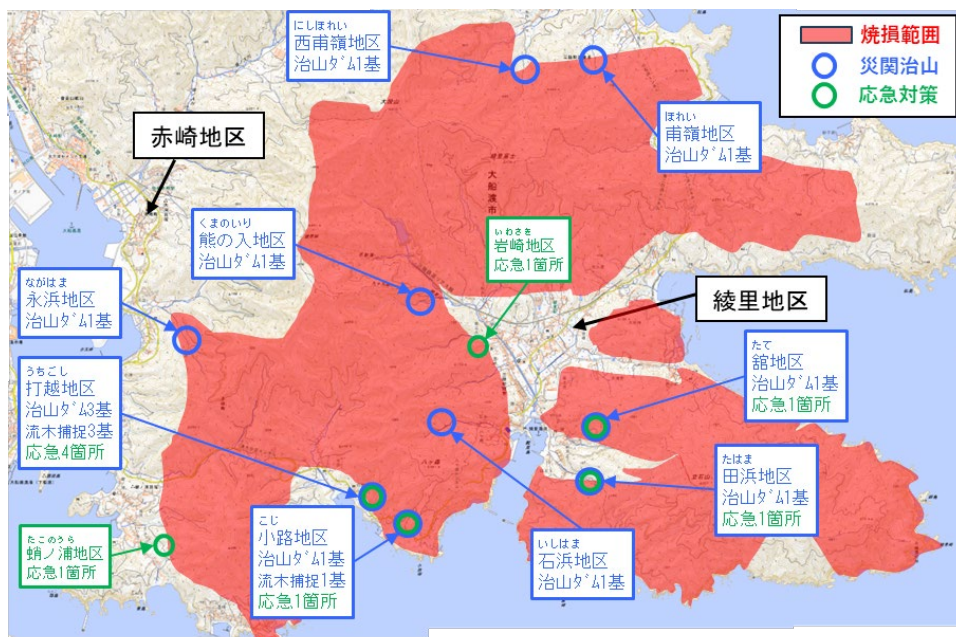 焼損範囲
災関治山
応急対策
にしほれい
西甫嶺地区
治山ダム1基
ほれい
甫嶺地区
治山ダム1基
赤崎地区
大船渡市
くまのいり
熊の入地区
治山ダム1基
いわさき
岩崎地区
応急1箇所
ながはま
永浜地区
治山ダム1基
綾里地区
たて
舘地区
治山ダム1基
応急1箇所
うちごし
打越地区
治山ダム3基
流木捕捉3基
応急4箇所
たはま
田浜地区
治山ダム1基
応急1箇所
こじ
小路地区
治山ダム1基
流木捕捉1基
応急1箇所
いしはま
石浜地区
治山ダム1基
たこのうら
蛸ノ浦地区
応急1箇所